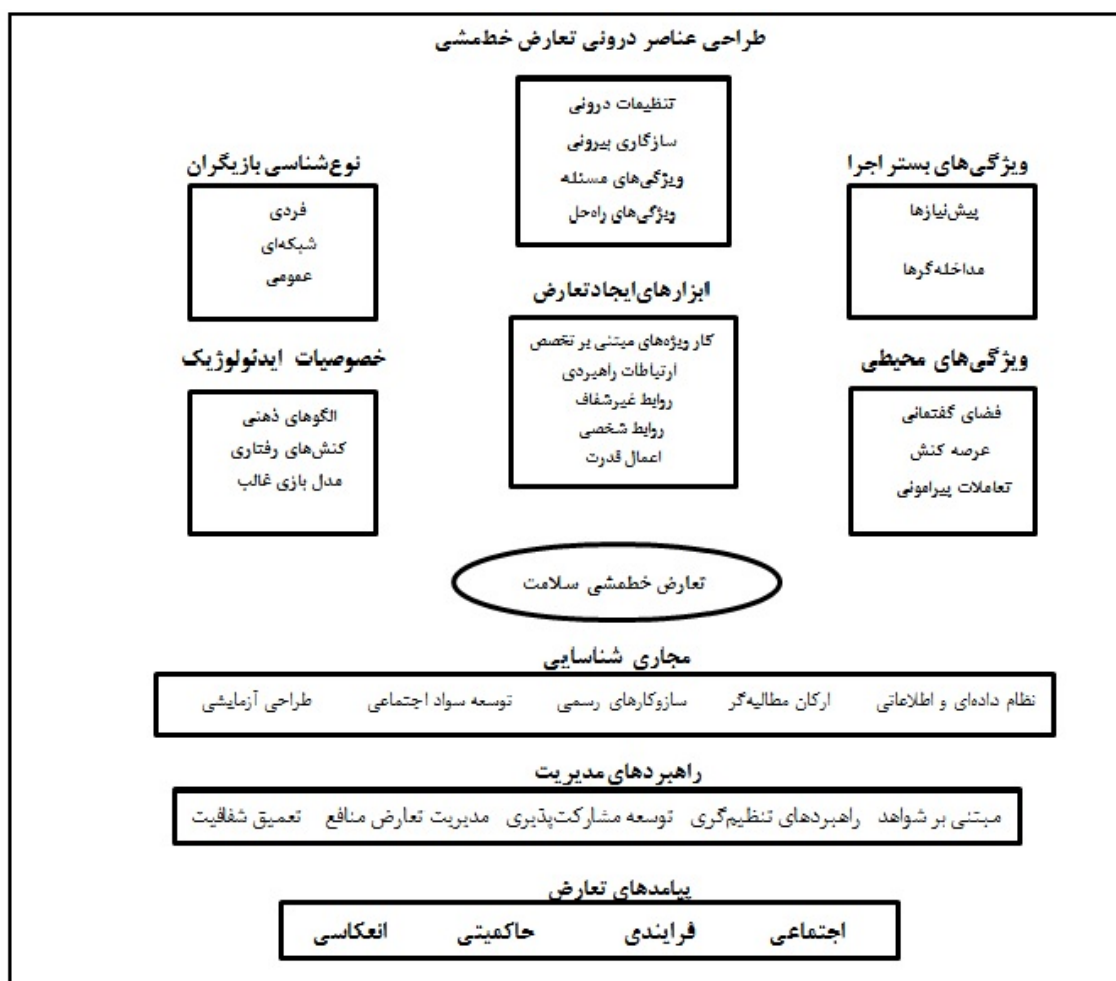 طراحی عناصر درونی تعارض خط‌مشی
تنظیمات درونی
سازگاری بیرونی
ویژگی‌های مسئله
ویژگی‌های راه‌حل
ویژگی‌های بستر اجرا
پیش‌نیازها
مداخله‌گرها
نوع‌شناسی بازیگران
فردی
شبکه‌ای
عمومی
ابزارهای‌ایجادتعارض
کار ویژه‌های مبتنی بر تخصص
ارتباطات راهبردی
روابط غیرشفاف
روابط شخصی
اعمال قدرت
ویژگی‌های محیطی
فضای گفتمانی
عرصه کنش
تعاملات پیرامونی
خصوصیات ایدئولوژیک
الگوهای ذهنی
کنش‌های رفتاری
مدل بازی غالب
تعارض خطمشی سلامت
مجاری شناسایی
نظام داده‌ای و اطلاعاتی ارکان مطالبه‌گر سازوکارهای رسمی توسعه سواد اجتماعی طراحی آزمایشی
راهبردهای مدیریت
مبتنی بر شواهد راهبردهای تنظیم‌گری توسعه مشارکت‌پذیری مدیریت تعارض منافع تعمیق شفافیت
پیامدهای تعارض
اجتماعی فرایندی حاکمیتی انعکاسی